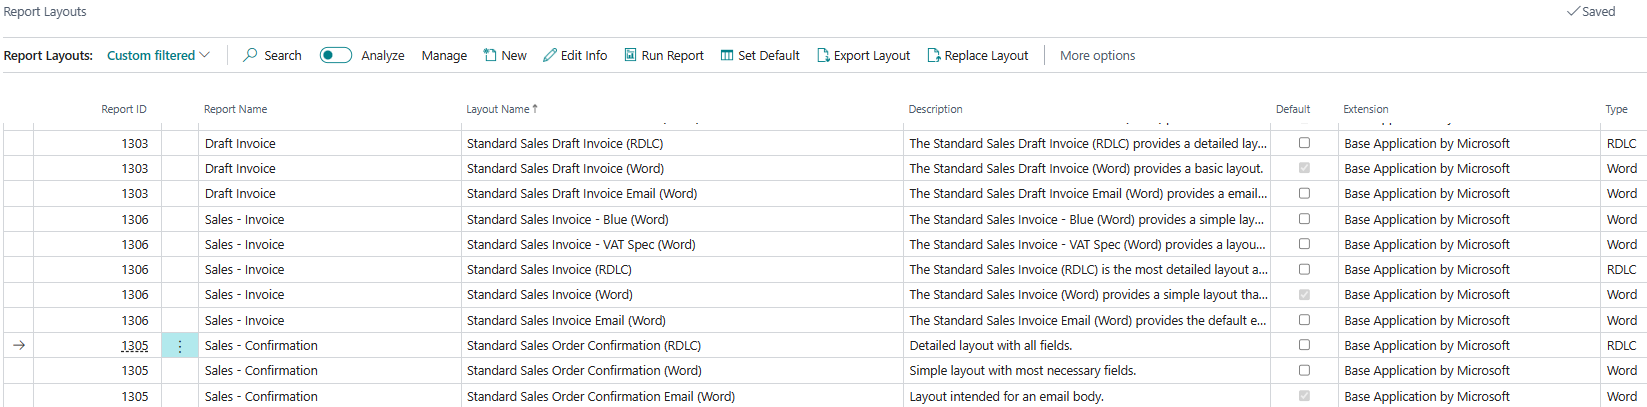 Report Layouts
Saved
Report Layouts: Custom filtered Search Analyze Manage New Edit Info Run Report Set Default Export Layout Replace Layout More options
Report ID Report Name Layout Name ↑ Description Default Extension Type
1303 Draft Invoice Standard Sales Draft Invoice (RDLC) The Standard Sales Draft Invoice (RDLC) provides a detailed lay... Base Application by Microsoft RDLC
1303 Draft Invoice Standard Sales Draft Invoice (Word) The Standard Sales Draft Invoice (Word) provides a basic layout. Base Application by Microsoft Word
1303 Draft Invoice Standard Sales Draft Invoice Email (Word) The Standard Sales Draft Invoice Email (Word) provides a email... Base Application by Microsoft Word
1306 Sales - Invoice Standard Sales Invoice - Blue (Word) The Standard Sales Invoice - Blue (Word) provides a simple lay... Base Application by Microsoft Word
1306 Sales - Invoice Standard Sales Invoice - VAT Spec (Word) The Standard Sales Invoice - VAT Spec (Word) provides a layou... Base Application by Microsoft Word
1306 Sales - Invoice Standard Sales Invoice (RDLC) The Standard Sales Invoice (RDLC) is the most detailed layout a... Base Application by Microsoft RDLC
1306 Sales - Invoice Standard Sales Invoice (Word) The Standard Sales Invoice (Word) provides a simple layout tha... Base Application by Microsoft Word
1306 Sales - Invoice Standard Sales Invoice Email (Word) The Standard Sales Invoice Email (Word) provides the default e... Base Application by Microsoft Word
1305 Sales - Confirmation Standard Sales Order Confirmation (RDLC) Detailed layout with all fields. Base Application by Microsoft RDLC
1305 Sales - Confirmation Standard Sales Order Confirmation (Word) Simple layout with most necessary fields. Base Application by Microsoft Word
1305 Sales - Confirmation Standard Sales Order Confirmation Email (Word) Layout intended for an email body. Base Application by Microsoft Word